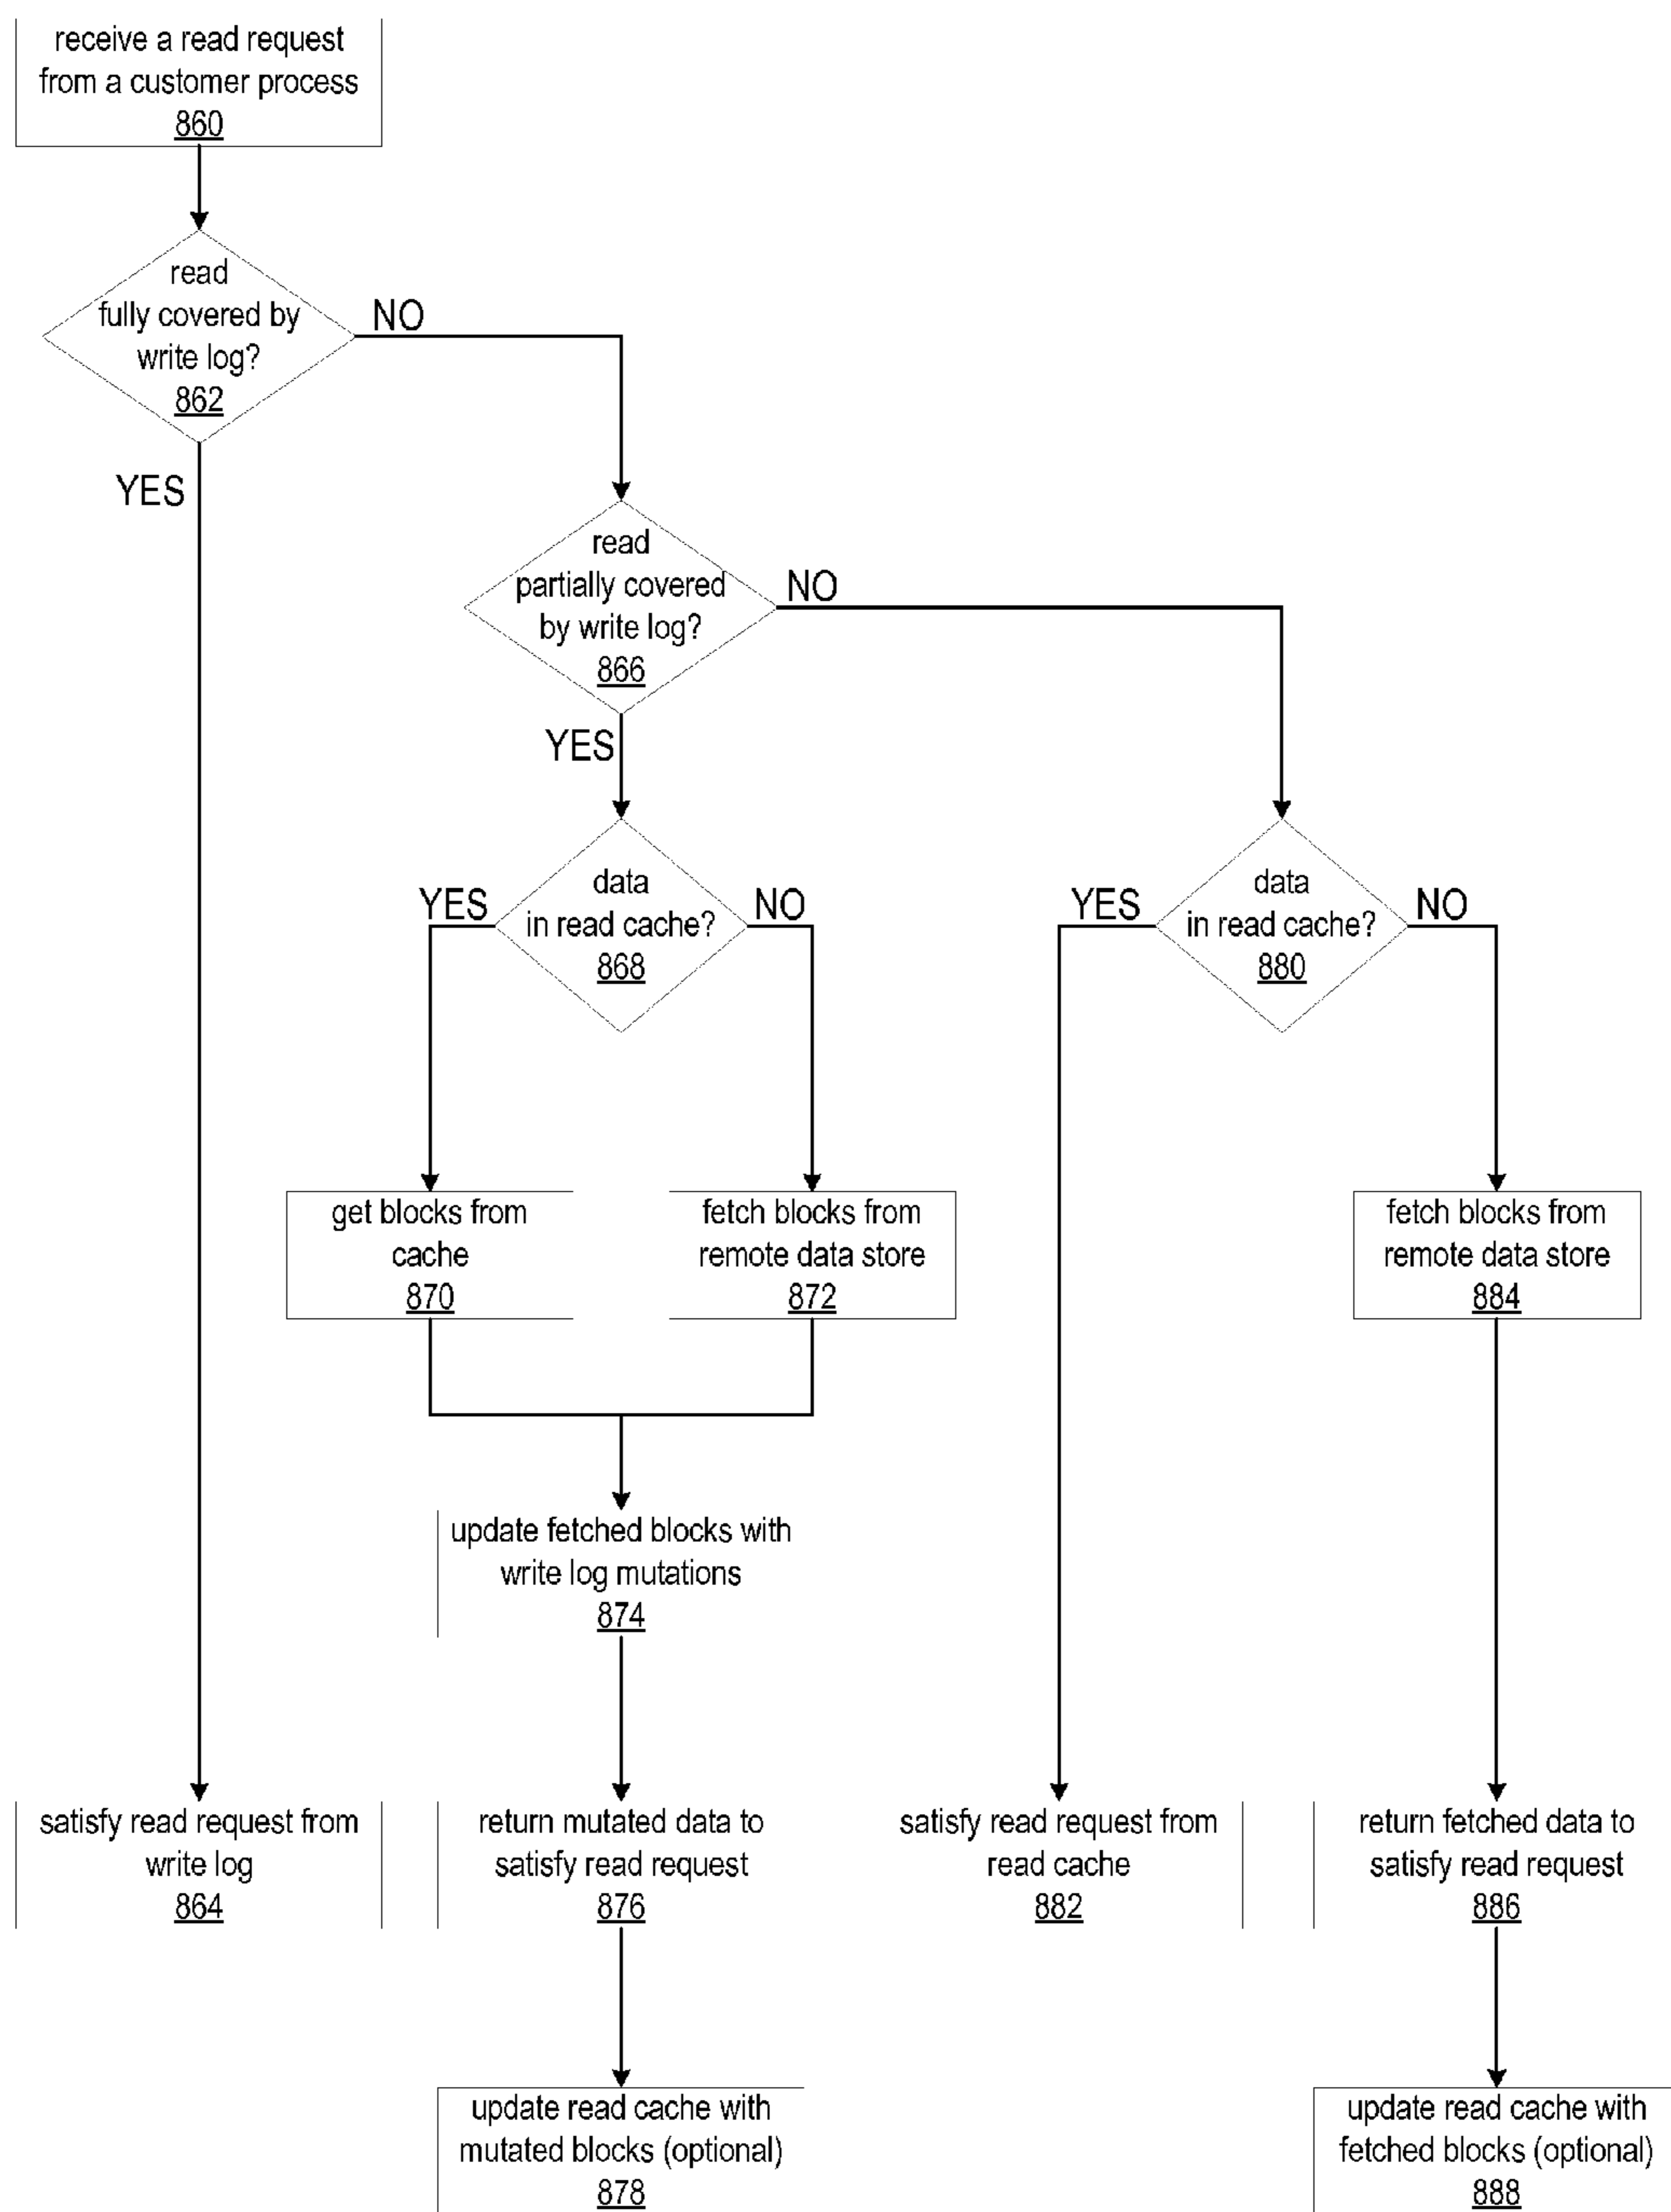 receive a read request
from a customer process
860
read
fully covered by
write log?
862
NO
YES
read
partially covered
by write log?
866
NO
YES
data
in read cache?
868
YES
NO
data
in read cache?
880
YES
NO
get blocks from
cache
870
fetch blocks from
remote data store
872
fetch blocks from
remote data store
884
update fetched blocks with
write log mutations
874
satisfy read request from
write log
864
return mutated data to
satisfy read request
876
satisfy read request from
read cache
882
return fetched data to
satisfy read request
886
update read cache with
mutated blocks (optional)
878
update read cache with
fetched blocks (optional)
888